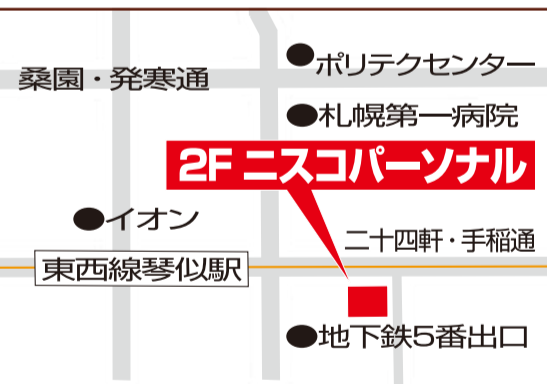 ポリテクセンター
桑園・発寒通
札幌第一病院
2F ニスコパーソナル
イオン
二十四軒・手稲通
東西線琴似駅
地下鉄5番出口